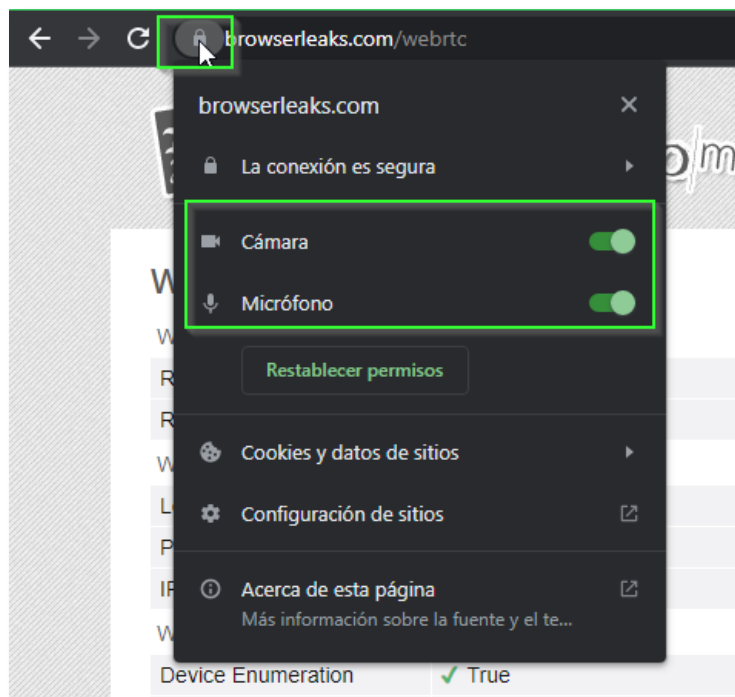 browserleaks.com/webrtc
browserleaks.com
La conexión es segura
Cámara
Micrófono
Restablecer permisos
Cookies y datos de sitios
Configuración de sitios
Acerca de esta página
Más información sobre la fuente y el te...
Device Enumeration
True